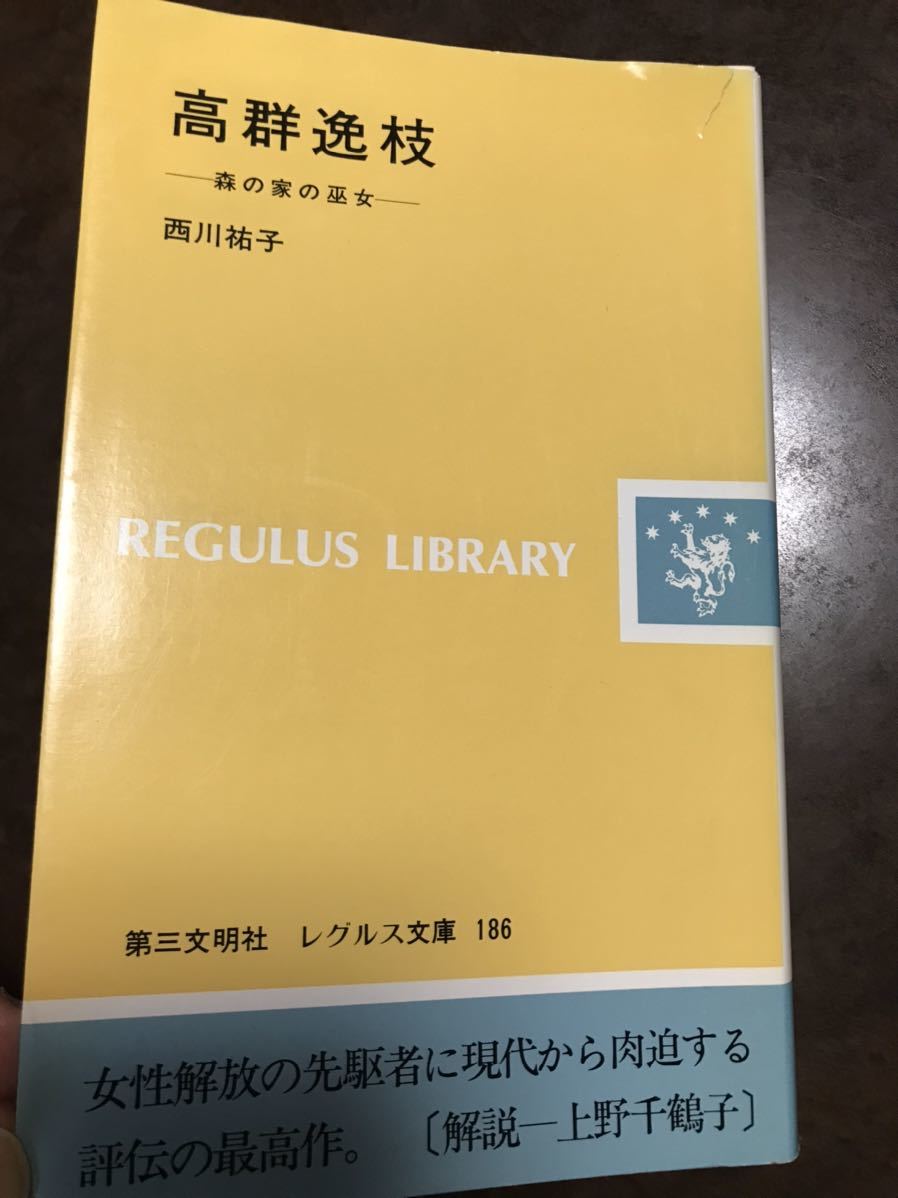 高群逸枝
──森の家の巫女──
西川祐子
REGULUS LIBRARY
第三文明社 レグルス文庫 186
女性解放の先駆者に現代から肉迫する
評伝の最高作。〔解説─上野千鶴子〕